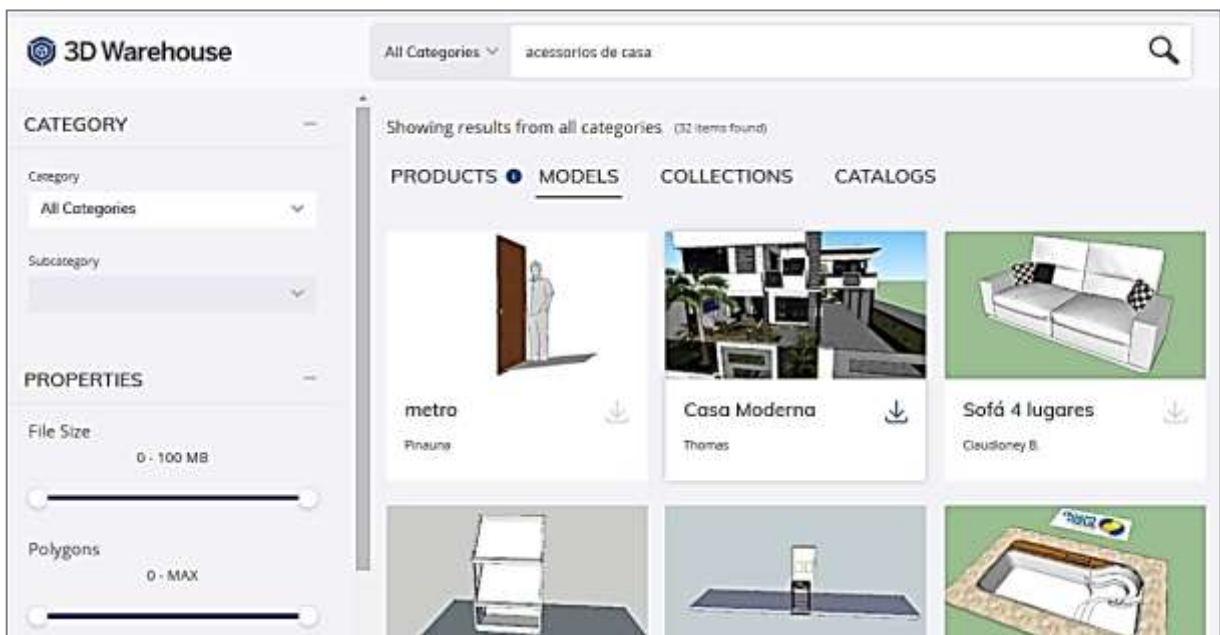 3D Warehouse
All Categories
acessorios de casa
CATEGORY
Category
All Categories
Subcategory
PROPERTIES
File Size
0 - 100 MB
Polygons
0 - MAX
Showing results from all categories (32 items found)
PRODUCTS MODELS COLLECTIONS CATALOGS
metro
Pinauna
Casa Moderna
Thomas
Sofá 4 lugares
Claudioney B.